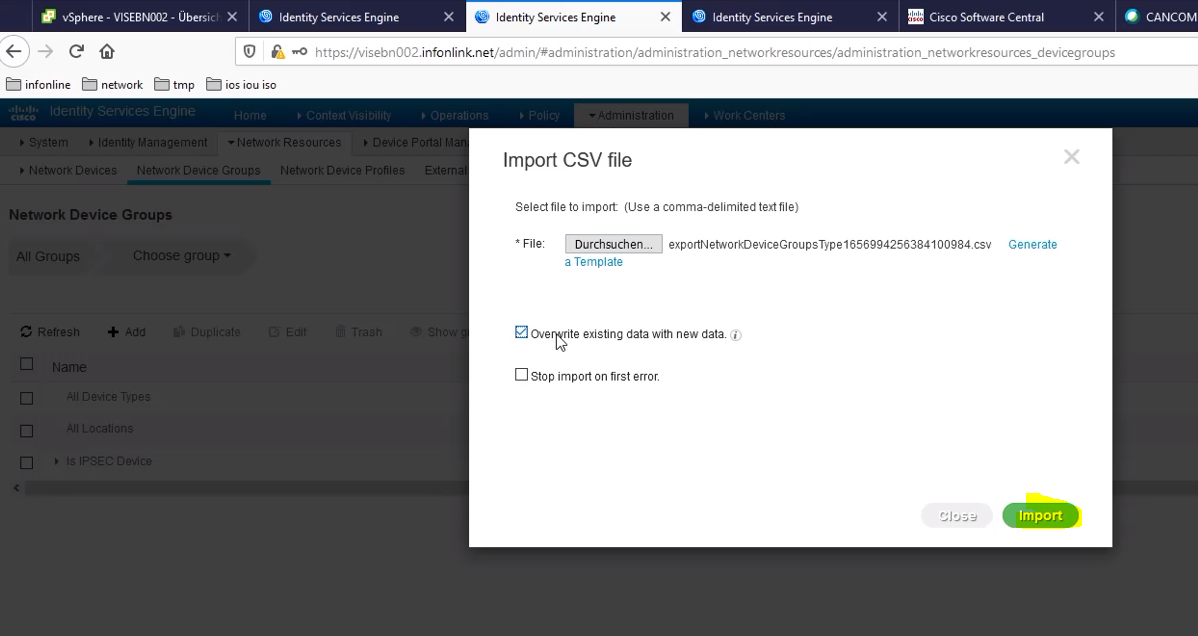 vSphere - VISEBN002 - Übersich
Identity Services Engine
Identity Services Engine
Identity Services Engine
Cisco Software Central
CANCOM
https://visebn002.infonlink.net/admin/#administration/administration_networkresources/administration_networkresources_devicegroups
infonline network tmp ios iou iso
cisco Identity Services Engine Home Context Visibility Operations Policy Administration Work Centers
System Identity Management Network Resources Device Portal Man
Network Devices Network Device Groups Network Device Profiles External
Network Device Groups
All Groups Choose group
Refresh Add Duplicate Edit Trash Show g
Name
All Device Types
All Locations
Is IPSEC Device
Import CSV file
Select file to import: (Use a comma-delimited text file)
* File: Durchsuchen... exportNetworkDeviceGroupsType1656994256384100984.csv Generate
a Template
Overwrite existing data with new data.
Stop import on first error.
Close Import